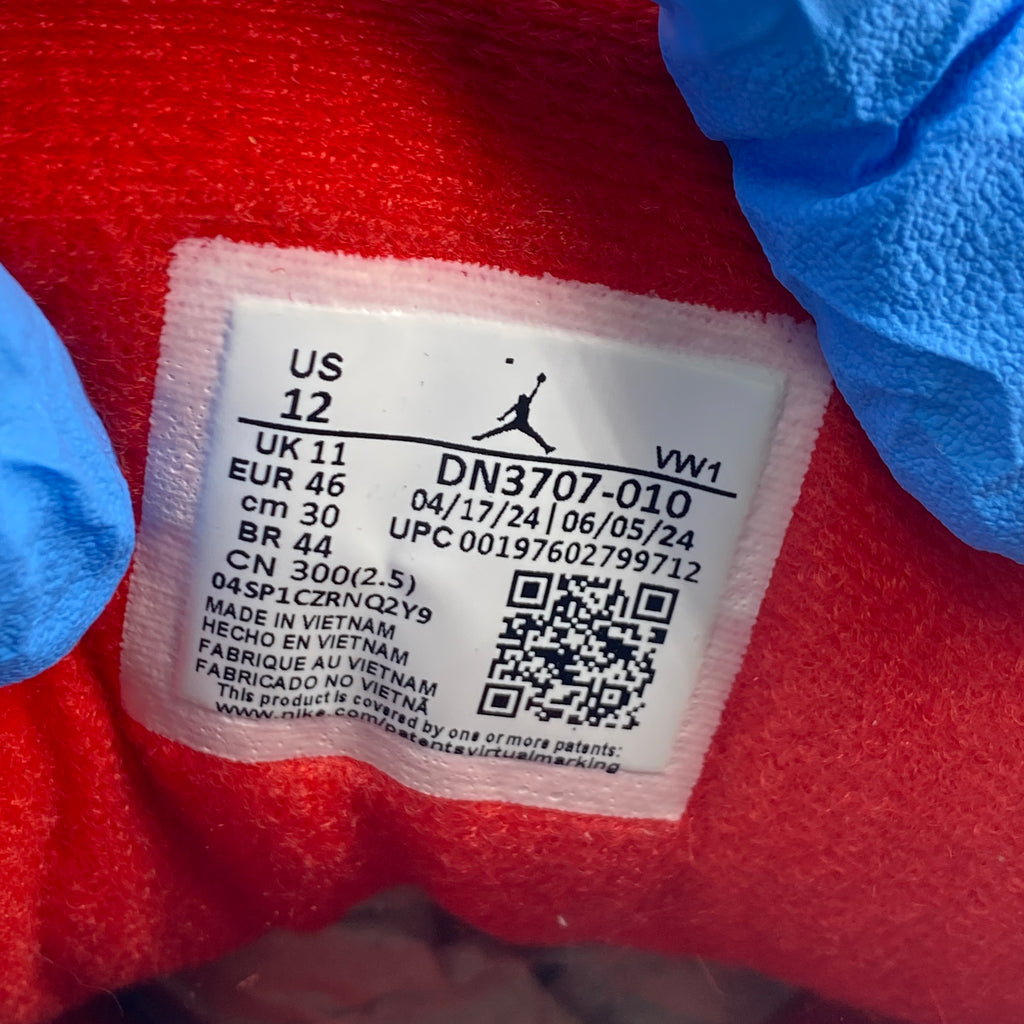 US
12
VW1
UK 11
EUR 46
cm 30
BR 44
CN 300(2.5)
04SP1CZRNQ2Y9
MADE IN VIETNAM
HECHO EN VIETNAM
FABRIQUE AU VIETNAM
FABRICADO NO VIETNÃ
DN3707-010
04/17/24|06/05/24
UPC 00197602799712
This product is covered by one or more patents:
www.nike.com/patentsvirtualmarking